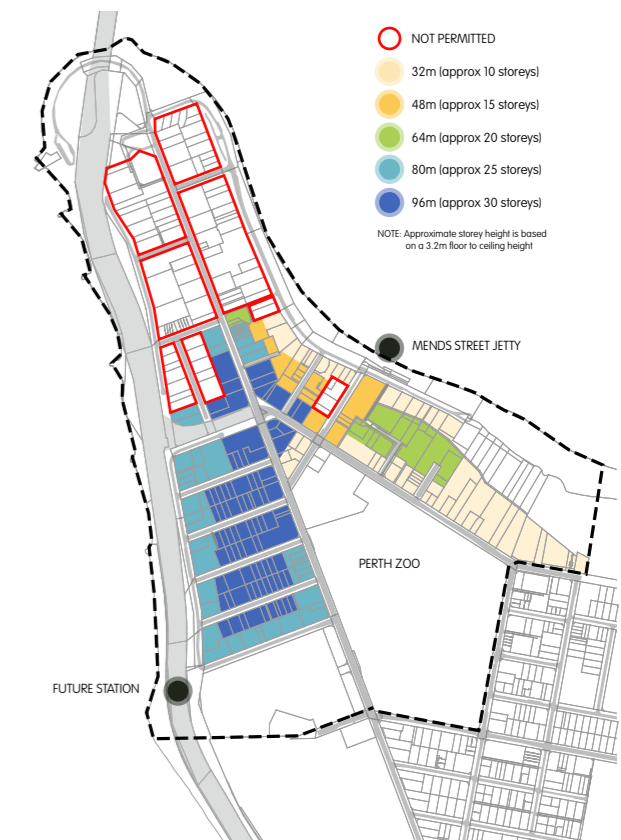 NOT PERMITTED
32m (approx 10 storeys)
48m (approx 15 storeys)
64m (approx 20 storeys)
80m (approx 25 storeys)
96m (approx 30 storeys)
NOTE: Approximate storey height is based
on a 3.2m floor to ceiling height
MENDS STREET JETTY
PERTH ZOO
FUTURE STATION